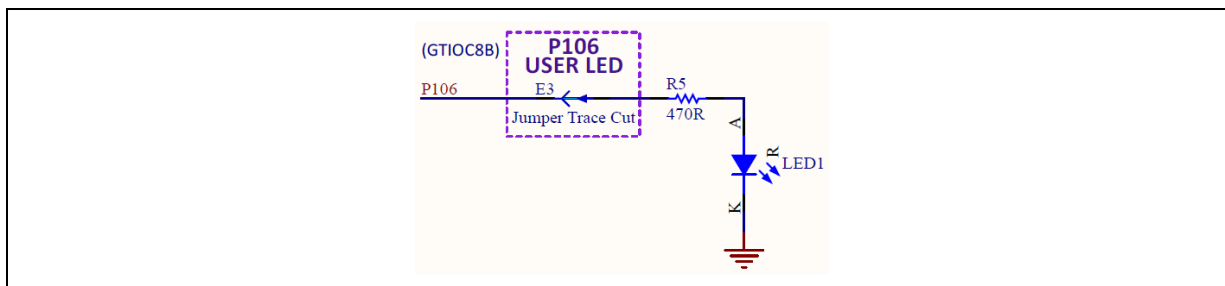 (GTIOC8B)
P106
USER LED
P106
E3
R5
Jumper Trace Cut
470R
A
R
LED1
K